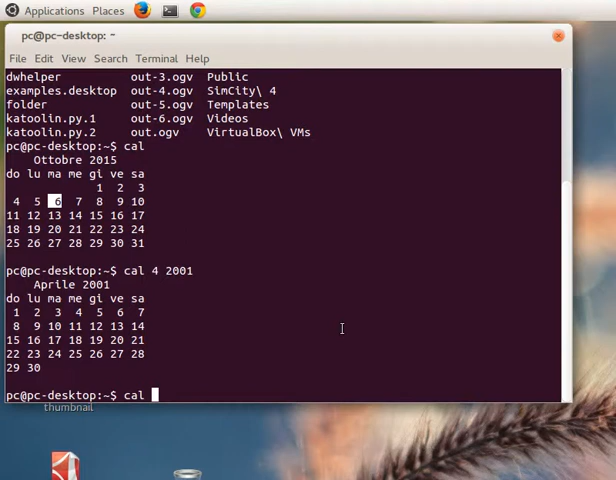 Applications Places
pc@pc-desktop: ~
File Edit View Search Terminal Help
dwhelper out-3.ogv Public
examples.desktop out-4.ogv SimCity\ 4
folder out-5.ogv Templates
katoolin.py.1 out-6.ogv Videos
katoolin.py.2 out.ogv VirtualBox\ VMs
pc@pc-desktop:~$ cal
Ottobre 2015
do lu ma me gi ve sa
1 2 3
4 5 6 7 8 9 10
11 12 13 14 15 16 17
18 19 20 21 22 23 24
25 26 27 28 29 30 31
pc@pc-desktop:~$ cal 4 2001
Aprile 2001
do lu ma me gi ve sa
1 2 3 4 5 6 7
8 9 10 11 12 13 14
15 16 17 18 19 20 21
22 23 24 25 26 27 28
29 30
pc@pc-desktop:~$ cal
thumbnail